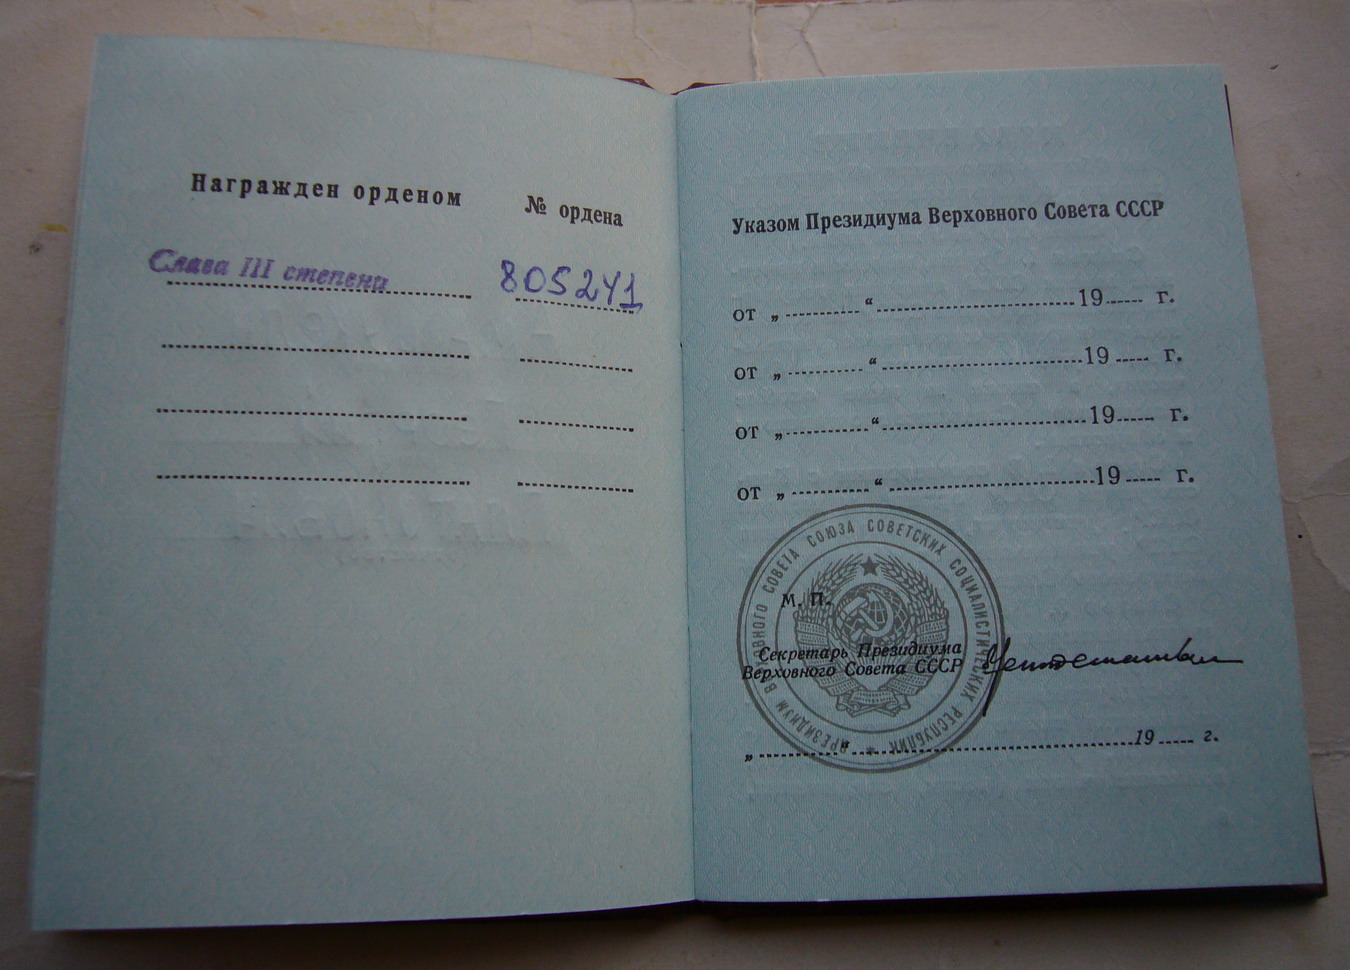 Награжден орденом № ордена
Слава III степени 805241
Указом Президиума Верховного Совета СССР
от „ “ 19 г.
от „ “ 19 г.
от „ “ 19 г.
от „ “ 19 г.
ПРЕЗИДИУМ ВЕРХОВНОГО СОВЕТА СОЮЗА СОВЕТСКИХ СОЦИАЛИСТИЧЕСКИХ РЕСПУБЛИК
М. П.
Секретарь Президиума
Верховного Совета СССР
„ “ 19 г.